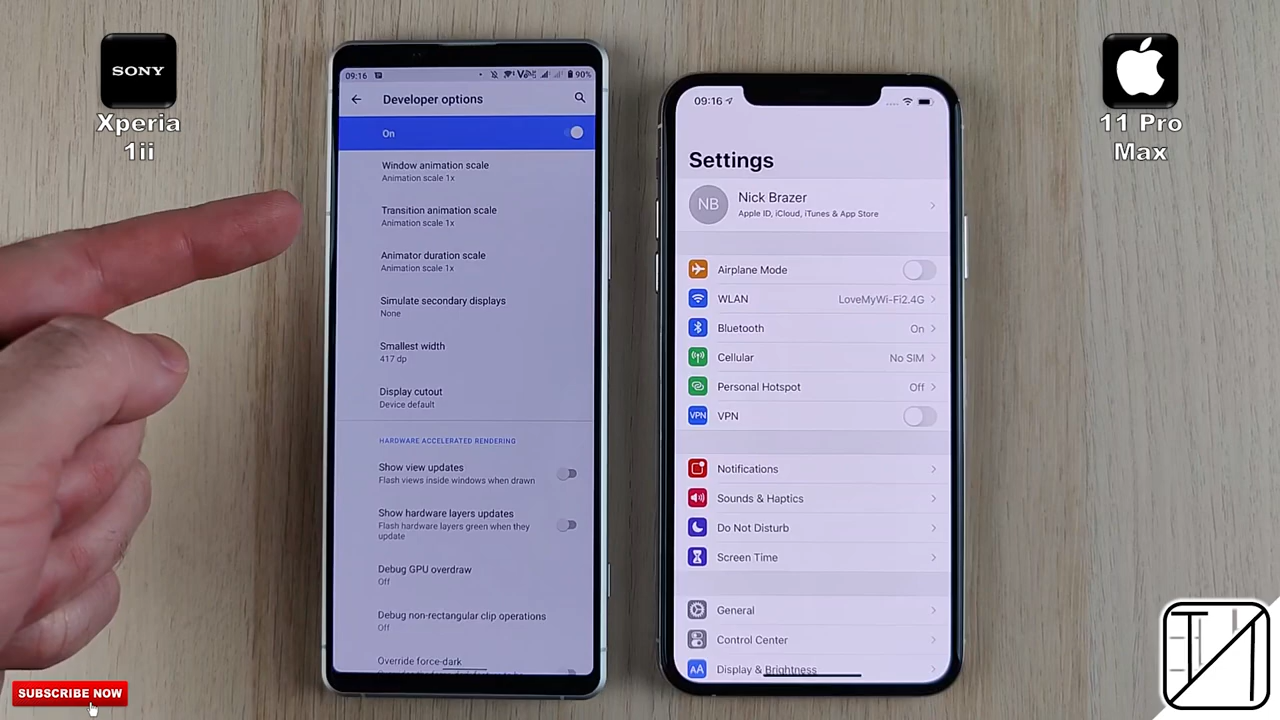 SONY
Xperia
1ii
11 Pro
Max
09:16
90%
Developer options
On
Window animation scale
Animation scale 1x
Transition animation scale
Animation scale 1x
Animator duration scale
Animation scale 1x
Simulate secondary displays
None
Smallest width
417 dp
Display cutout
Device default
HARDWARE ACCELERATED RENDERING
Show view updates
Flash views inside windows when drawn
Show hardware layers updates
Flash hardware layers green when they
update
Debug GPU overdraw
Off
Debug non-rectangular clip operations
Off
Override force-dark
09:16
Settings
NB
Nick Brazer
Apple ID, iCloud, iTunes & App Store
Airplane Mode
WLAN LoveMyWi-Fi2.4G
Bluetooth On
Cellular No SIM
Personal Hotspot Off
VPN VPN
Notifications
Sounds & Haptics
Do Not Disturb
Screen Time
General
Control Center
AA Display & Brightness
SUBSCRIBE NOW